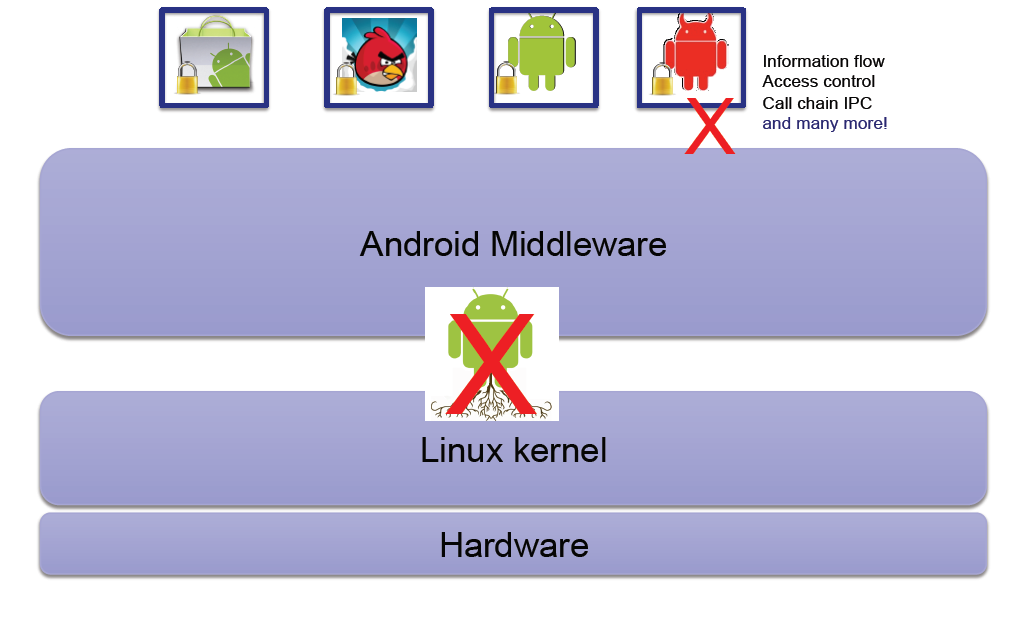 Information flow
Access control
Call chain IPC
and many more!
Android Middleware
Linux kernel
Hardware